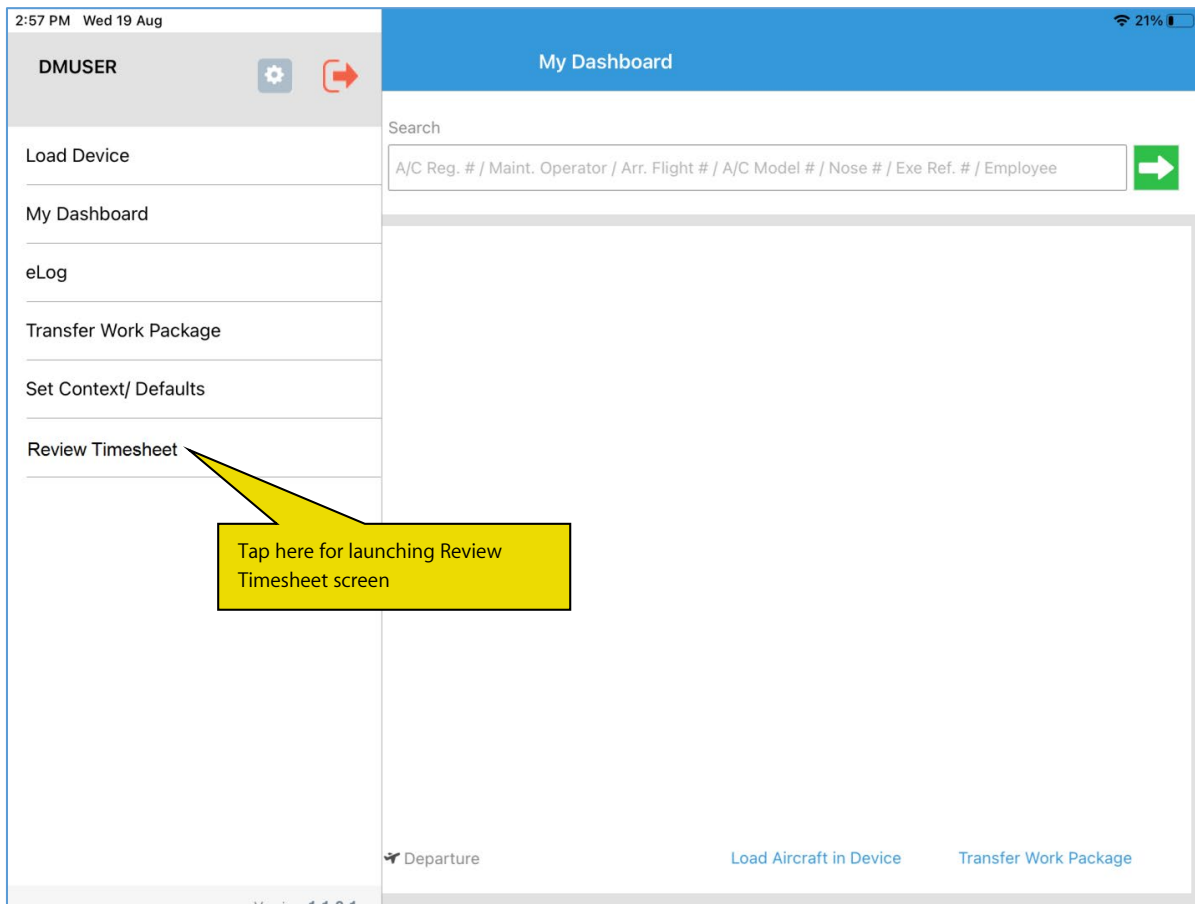 2:57 PM Wed 19 Aug
21%
DMUSER
My Dashboard
Search
A/C Reg. # / Maint. Operator / Arr. Flight # / A/C Model # / Nose # / Exe Ref. # / Employee
Load Device
My Dashboard
eLog
Transfer Work Package
Set Context/ Defaults
Review Timesheet
Tap here for launching Review
Timesheet screen
Departure
Load Aircraft in Device
Transfer Work Package